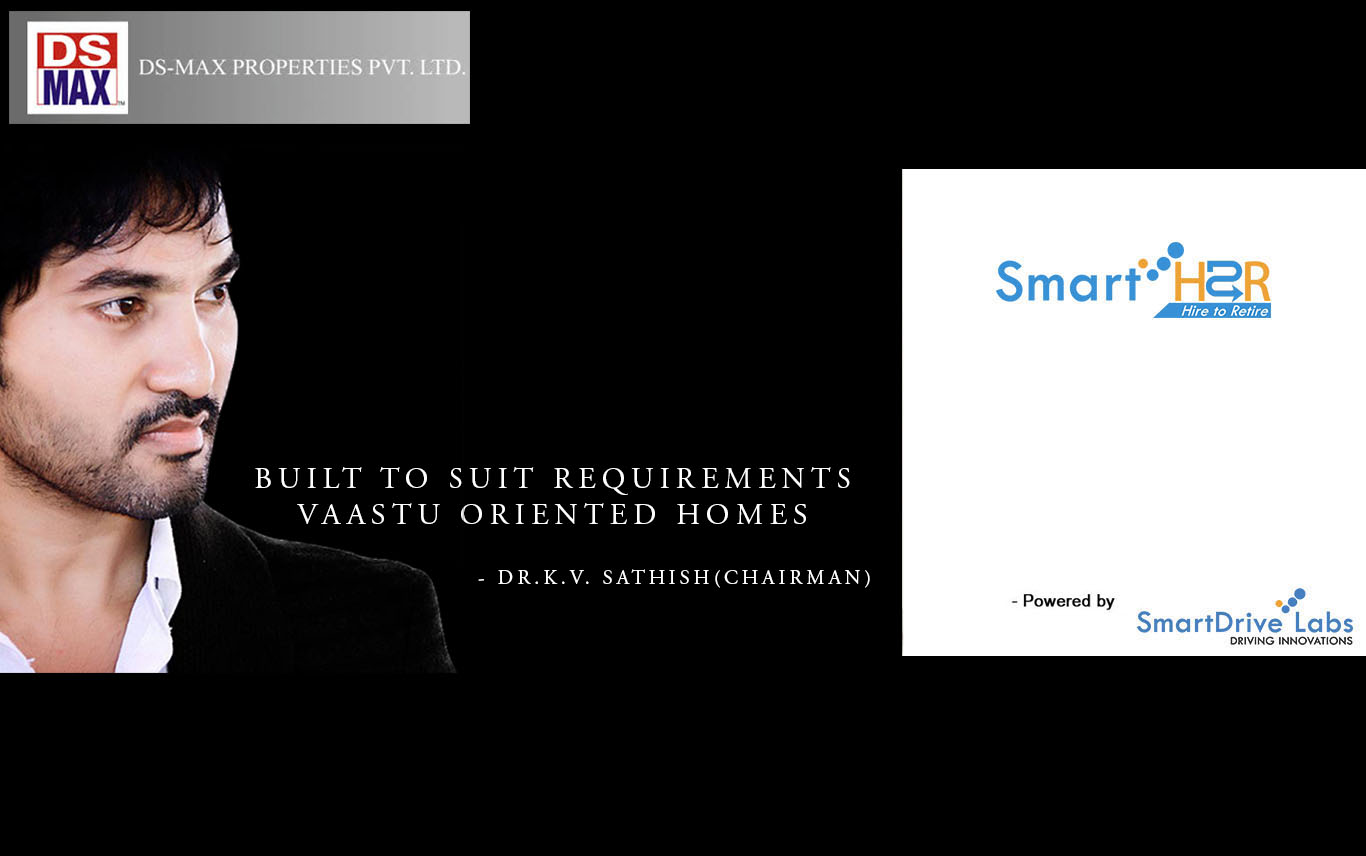 DS
MAX
TM
DS-MAX PROPERTIES PVT. LTD.
BUILT TO SUIT REQUIREMENTS
VAASTU ORIENTED HOMES
- DR.K.V. SATHISH(CHAIRMAN)
Smart H2R
Hire to Retire
- Powered by
SmartDrive Labs
DRIVING INNOVATIONS